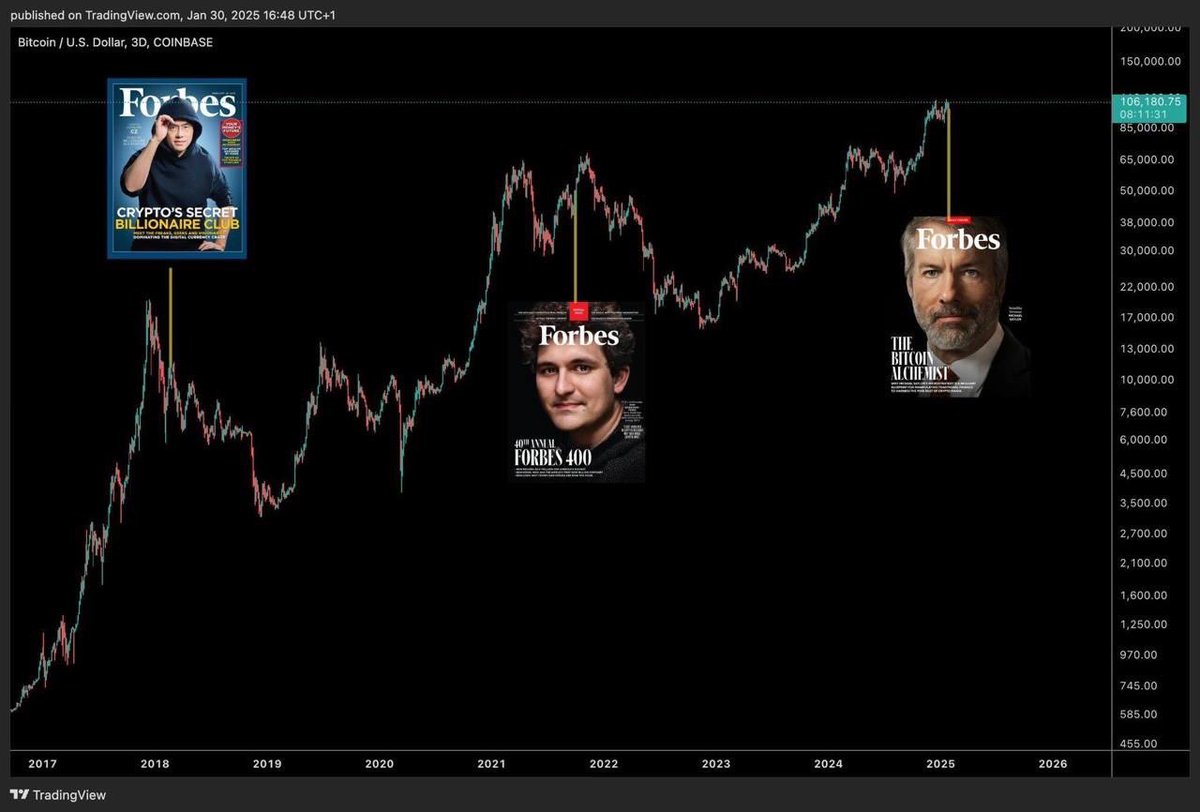 published on TradingView.com, Jan 30, 2025 16:48 UTC+1
Bitcoin / U.S. Dollar, 3D, COINBASE
200,000.00
150,000.00
106,180.75
08:11:31
85,000.00
65,000.00
50,000.00
38,000.00
30,000.00
22,000.00
17,000.00
13,000.00
10,000.00
7,600.00
6,000.00
4,500.00
3,500.00
2,700.00
2,100.00
1,600.00
1,250.00
970.00
745.00
585.00
455.00
Forbes
CZ
CRYPTO'S SECRET
BILLIONAIRE CLUB
MEET THE FREAKS, GEEKS AND VISIONARIES
DOMINATING THE DIGITAL CURRENCY CRAZE
Forbes
40TH ANNUAL
FORBES 400
Forbes
THE
BITCOIN
ALCHEMIST
2017 2018 2019 2020 2021 2022 2023 2024 2025 2026
TradingView